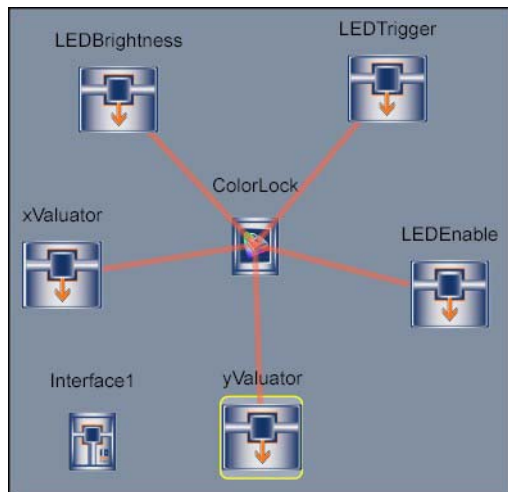 LEDTrigger
LEDBrightness
ColorLock
xValuator
LEDEnable
Interface1
yValuator